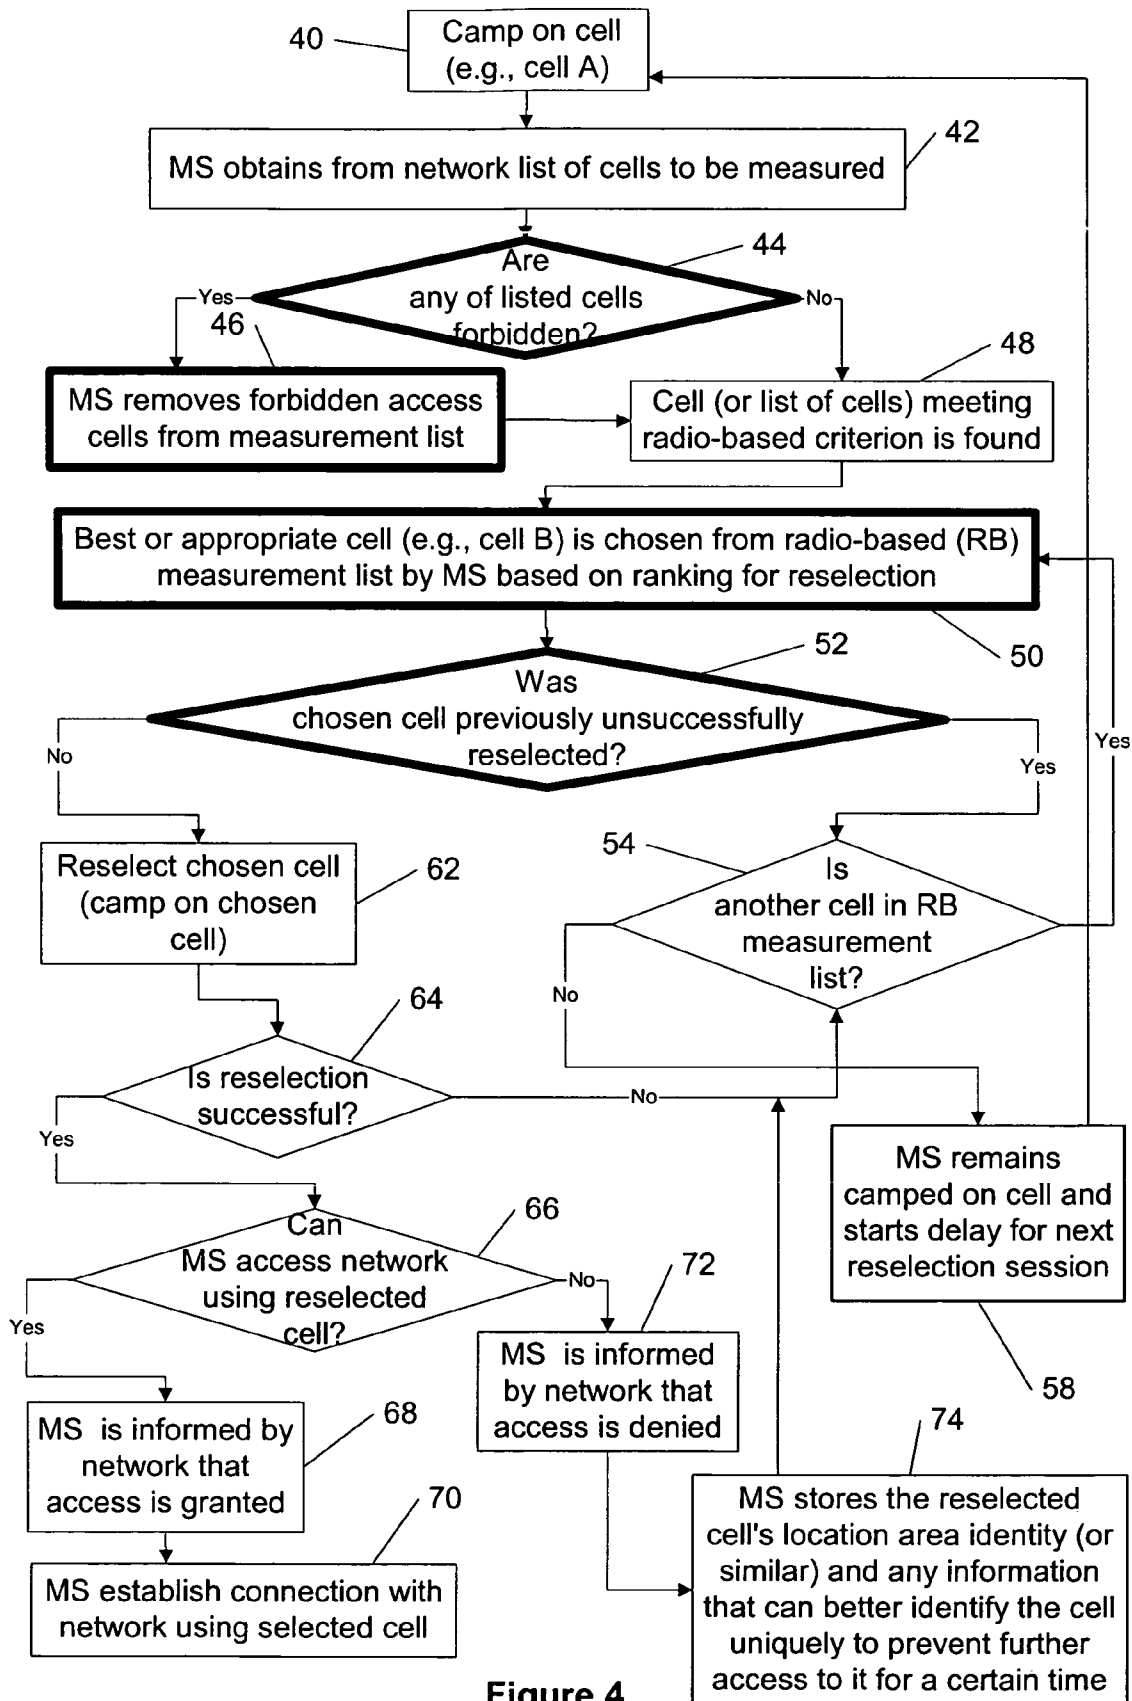 40
Camp on cell
(e.g., cell A)
42
MS obtains from network list of cells to be measured
44
Are
any of listed cells
forbidden?
Yes
No
46
48
MS removes forbidden access
cells from measurement list
Cell (or list of cells) meeting
radio-based criterion is found
Best or appropriate cell (e.g., cell B) is chosen from radio-based (RB)
measurement list by MS based on ranking for reselection
50
52
Was
chosen cell previously unsuccessfully
reselected?
No
Yes
Yes
54
Is
another cell in RB
measurement
list?
Reselect chosen cell
(camp on chosen
cell)
62
No
64
Is reselection
successful?
No
Yes
MS remains
camped on cell and
starts delay for next
reselection session
58
66
Can
MS access network
using reselected
cell?
No
Yes
72
MS is informed
by network that
access is denied
68
MS is informed by
network that
access is granted
74
MS stores the reselected
cell's location area identity (or
similar) and any information
that can better identify the cell
uniquely to prevent further
access to it for a certain time
70
MS establish connection with
network using selected cell
Figure 4